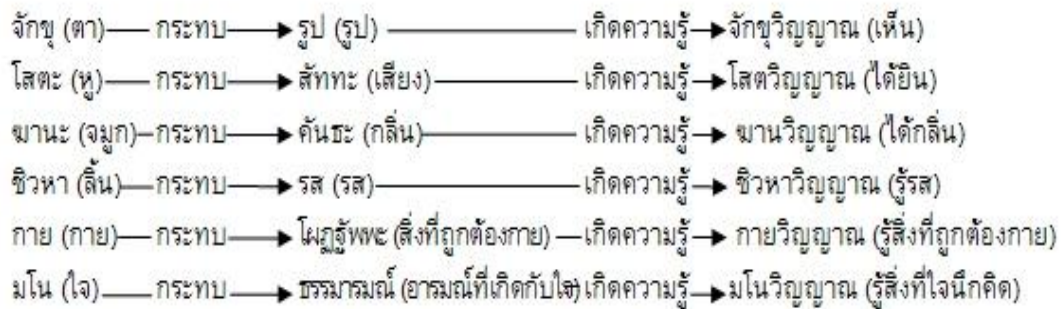 จักขุ (ตา) กระทบ รูป (รูป) เกิดความรู้ จักขุวิญญาณ (เห็น)
โสตะ (หู) กระทบ สัททะ (เสียง) เกิดความรู้ โสตวิญญาณ (ได้ยิน)
ฆานะ (จมูก) กระทบ คันธะ (กลิ่น) เกิดความรู้ ฆานวิญญาณ (ได้กลิ่น)
ชิวหา (ลิ้น) กระทบ รส (รส) เกิดความรู้ ชิวหาวิญญาณ (รู้รส)
กาย (กาย) กระทบ โผฏฐัพพะ (สิ่งที่ถูกต้องกาย) เกิดความรู้ กายวิญญาณ (รู้สิ่งที่ถูกต้องกาย)
มโน (ใจ) กระทบ ธรรมารมณ์ (อารมณ์ที่เกิดกับใจ) เกิดความรู้ มโนวิญญาณ (รู้สิ่งที่ใจนึกคิด)